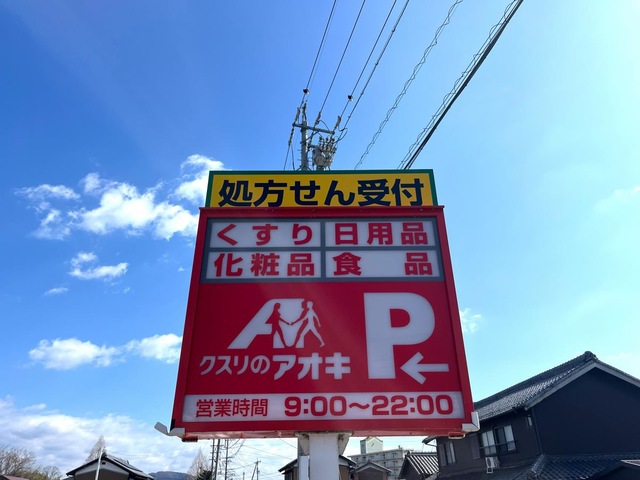 処方せん受付
くすり 日用品
化粧品 食品
P
クスリのアオキ
営業時間 9:00～22:00